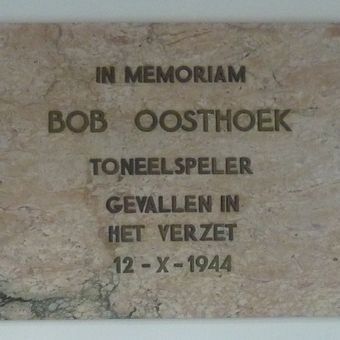 IN MEMORIAM
BOB OOSTHOEK
TONEELSPELER
GEVALLEN IN
HET VERZET
12-X-1944